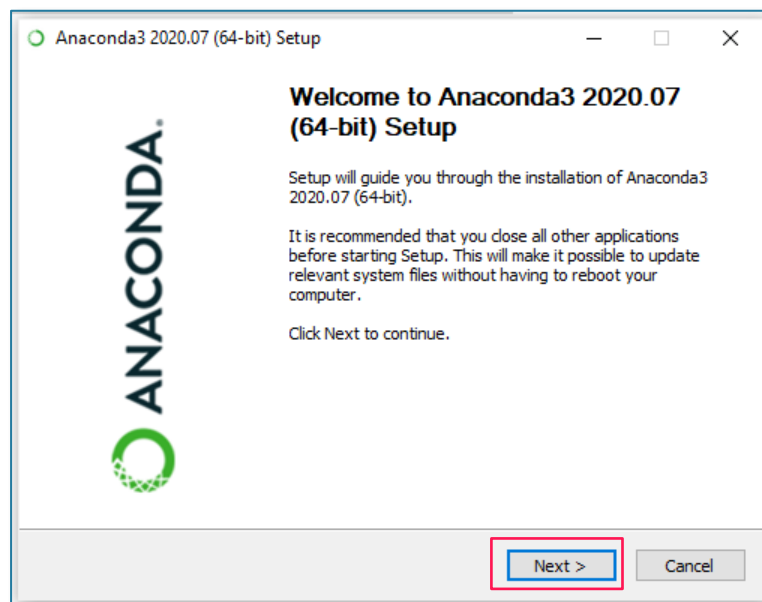 Anaconda3 2020.07 (64-bit) Setup
Welcome to Anaconda3 2020.07
(64-bit) Setup
ANACONDA.
Setup will guide you through the installation of Anaconda3
2020.07 (64-bit).
It is recommended that you close all other applications
before starting Setup. This will make it possible to update
relevant system files without having to reboot your
computer.
Click Next to continue.
Next >
Cancel